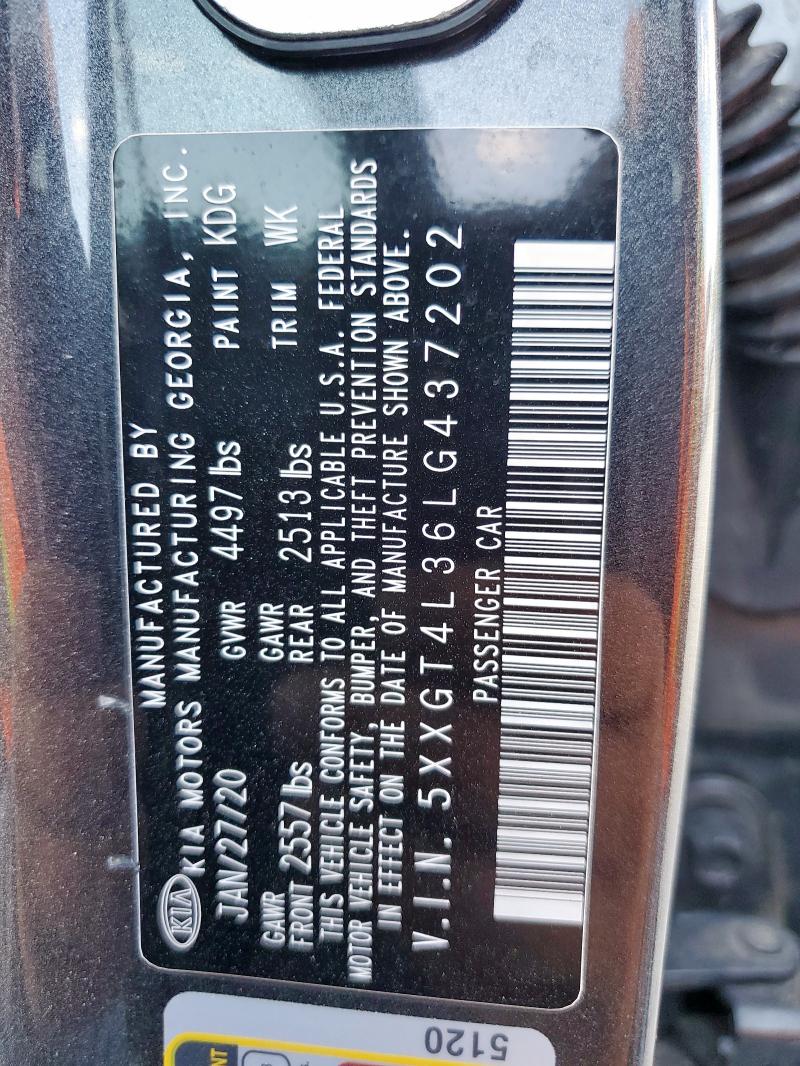 MANUFACTURED BY
KIA KIA MOTORS MANUFACTURING GEORGIA, INC.
JAN/27/20 GVWR 4497 lbs PAINT KDG
GAWR FRONT 2557 lbs GAWR REAR 2513 lbs TRIM WK
THIS VEHICLE CONFORMS TO ALL APPLICABLE U.S.A. FEDERAL
MOTOR VEHICLE SAFETY, BUMPER, AND THEFT PREVENTION STANDARDS
IN EFFECT ON THE DATE OF MANUFACTURE SHOWN ABOVE.
V.I.N. 5XXGT4L36LG437202
PASSENGER CAR
5120